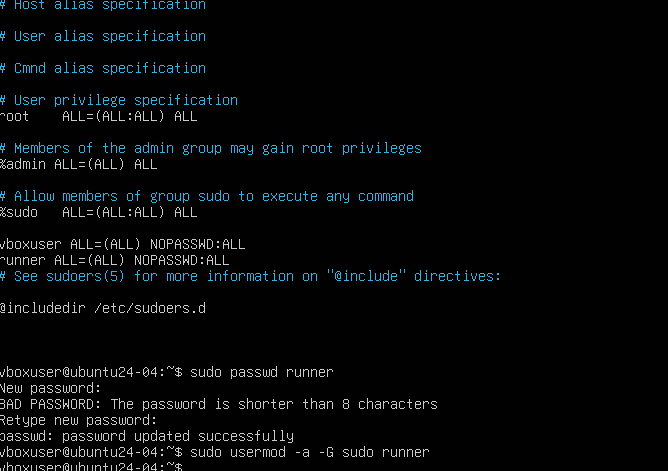 # Host alias specification
# User alias specification
# Cmnd alias specification
# User privilege specification
root    ALL=(ALL:ALL) ALL
# Members of the admin group may gain root privileges
%admin ALL=(ALL) ALL
# Allow members of group sudo to execute any command
%sudo   ALL=(ALL:ALL) ALL
vboxuser ALL=(ALL) NOPASSWD:ALL
runner ALL=(ALL) NOPASSWD:ALL
# See sudoers(5) for more information on "@include" directives:
@includedir /etc/sudoers.d
vboxuser@ubuntu24-04:~$ sudo passwd runner
New password:
BAD PASSWORD: The password is shorter than 8 characters
Retype new password:
passwd: password updated successfully
vboxuser@ubuntu24-04:~$ sudo usermod -a -G sudo runner
vboxuser@ubuntu24-04:~$